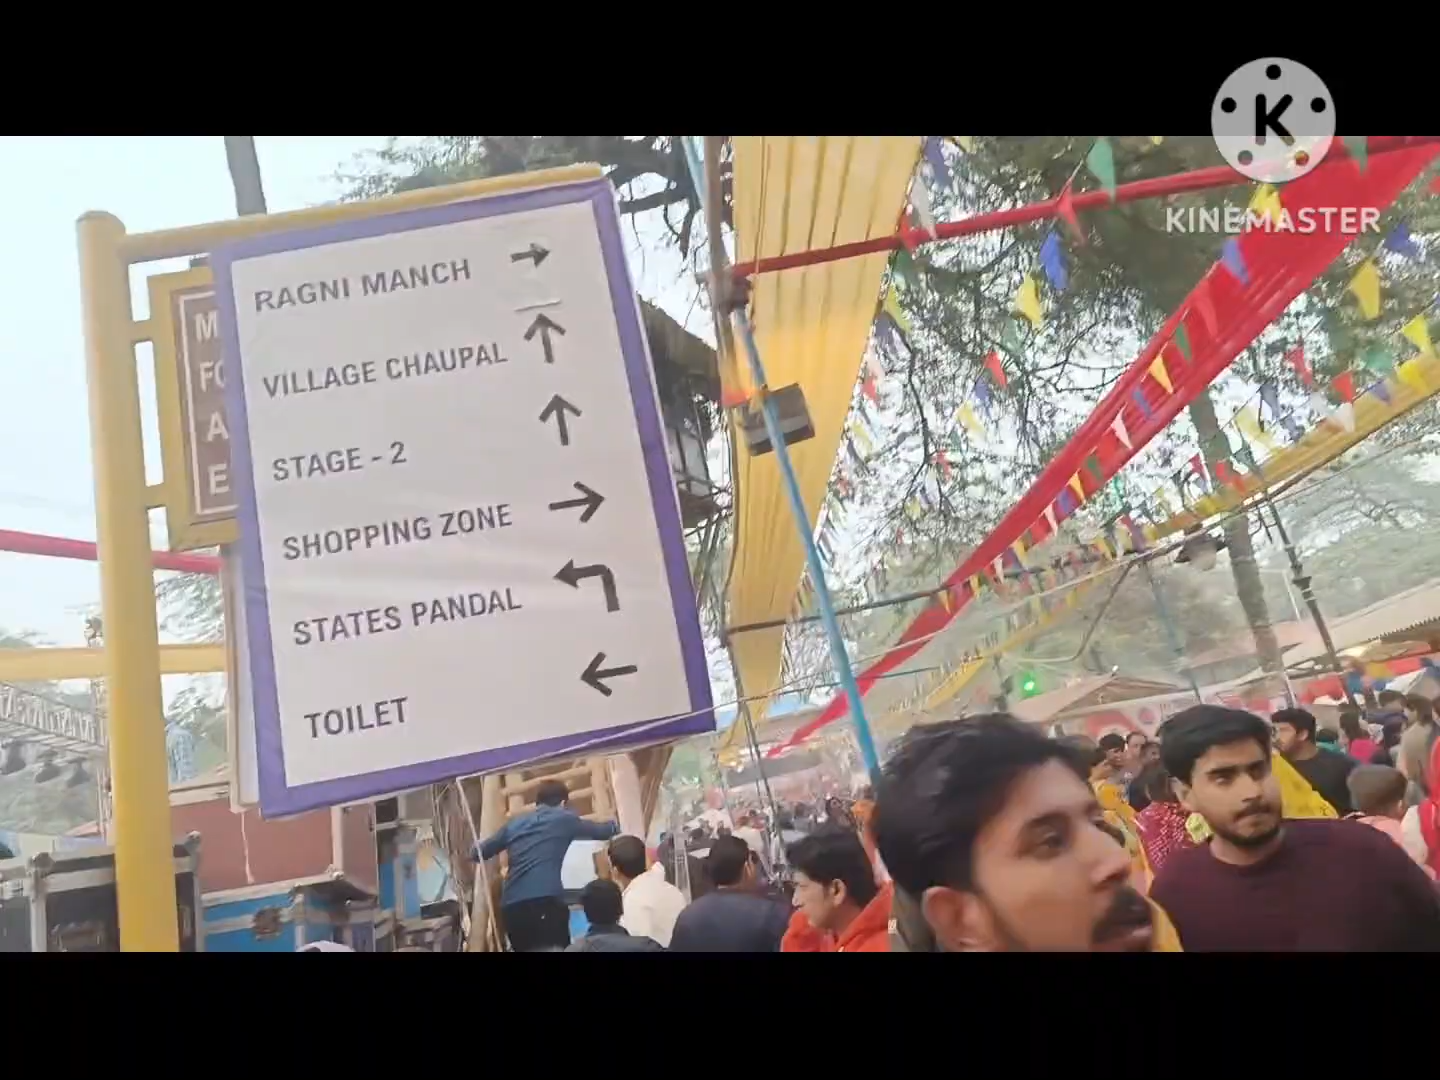 RAGNI MANCH
VILLAGE CHAUPAL
STAGE - 2
SHOPPING ZONE
STATES PANDAL
TOILET
K
KINEMASTER